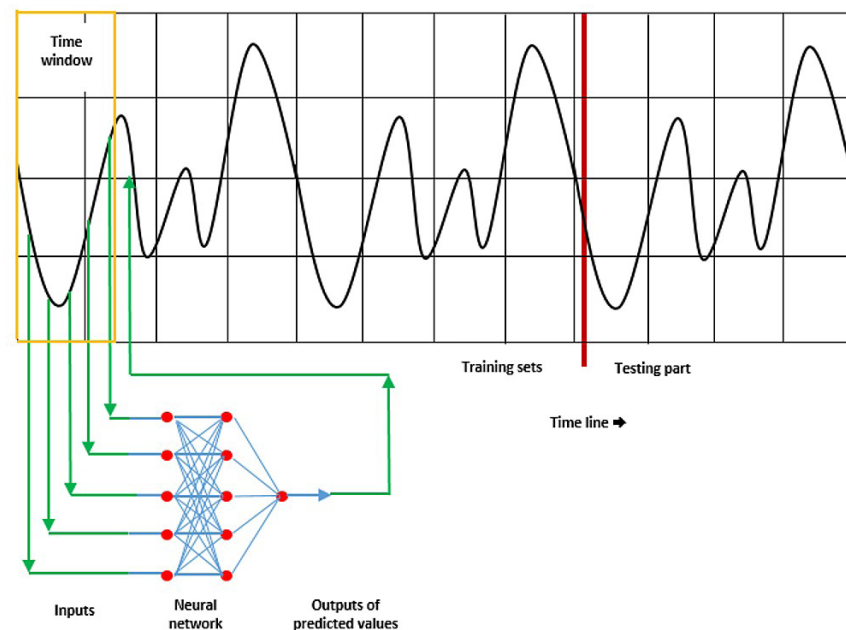 Time
window
Training sets
Testing part
Time line
Inputs
Neural
network
Outputs of
predicted values